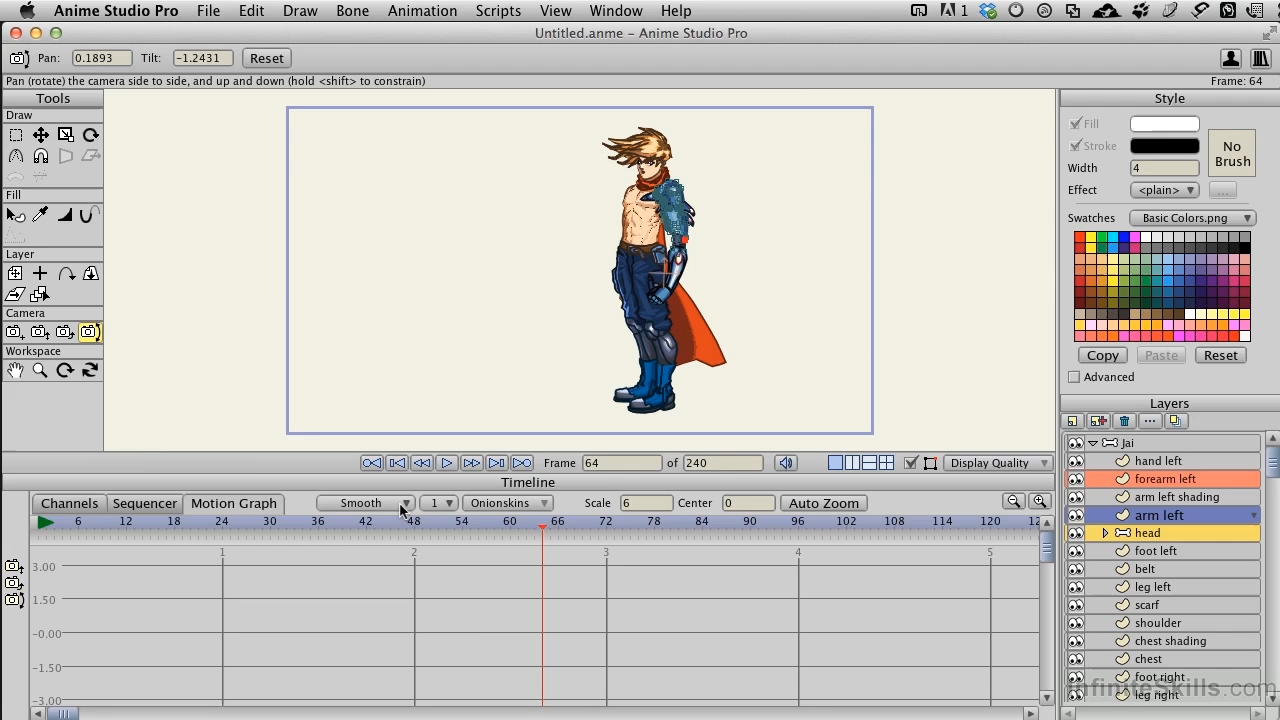 Anime Studio Pro File Edit Draw Bone Animation Scripts View Window Help 1
Untitled.anme – Anime Studio Pro
Pan: 0.1893 Tilt: -1.2431 Reset
Pan (rotate) the camera side to side, and up and down (hold <shift> to constrain) Frame: 64
Tools
Draw
Fill
Layer
Camera
Workspace
Style
Fill
Stroke
No Brush
Width 4
Effect <plain> ...
Swatches Basic Colors.png
Copy Paste Reset
Advanced
Layers
Jai
hand left
forearm left
arm left shading
arm left
head
foot left
belt
leg left
scarf
shoulder
chest shading
chest
foot right
leg right
InfiniteSkills.com
Frame 64 of 240 Display Quality
Timeline
Channels Sequencer Motion Graph Smooth 1 Onionskins Scale 6 Center 0 Auto Zoom
6 12 18 24 30 36 42 48 54 60 66 72 78 84 90 96 102 108 114 120
1 2 3 4 5
3.00
1.50
-0.00
-1.50
-3.00